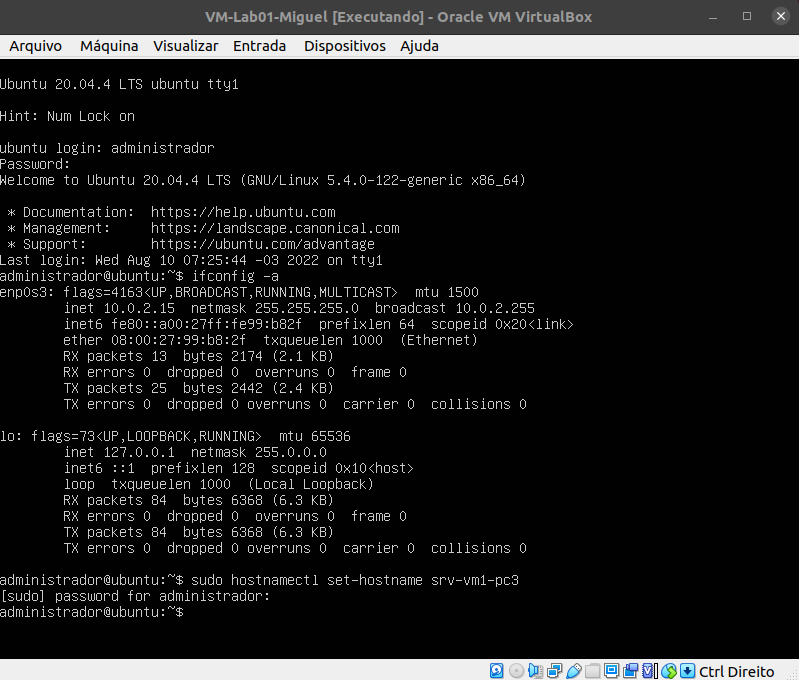 VM-Lab01-Miguel [Executando] - Oracle VM VirtualBox
Arquivo Máquina Visualizar Entrada Dispositivos Ajuda
Ubuntu 20.04.4 LTS ubuntu tty1
Hint: Num Lock on
ubuntu login: administrador
Password:
Welcome to Ubuntu 20.04.4 LTS (GNU/Linux 5.4.0-122-generic x86_64)
* Documentation:  https://help.ubuntu.com
* Management:     https://landscape.canonical.com
* Support:        https://ubuntu.com/advantage
Last login: Wed Aug 10 07:25:44 -03 2022 on tty1
administrador@ubuntu:~$ ifconfig -a
enp0s3: flags=4163<UP,BROADCAST,RUNNING,MULTICAST>  mtu 1500
inet 10.0.2.15  netmask 255.255.255.0  broadcast 10.0.2.255
inet6 fe80::a00:27ff:fe99:b82f  prefixlen 64  scopeid 0x20<link>
ether 08:00:27:99:b8:2f  txqueuelen 1000  (Ethernet)
RX packets 13  bytes 2174 (2.1 KB)
RX errors 0  dropped 0  overruns 0  frame 0
TX packets 25  bytes 2442 (2.4 KB)
TX errors 0  dropped 0 overruns 0  carrier 0  collisions 0
lo: flags=73<UP,LOOPBACK,RUNNING>  mtu 65536
inet 127.0.0.1  netmask 255.0.0.0
inet6 ::1  prefixlen 128  scopeid 0x10<host>
loop  txqueuelen 1000  (Local Loopback)
RX packets 84  bytes 6368 (6.3 KB)
RX errors 0  dropped 0  overruns 0  frame 0
TX packets 84  bytes 6368 (6.3 KB)
TX errors 0  dropped 0 overruns 0  carrier 0  collisions 0
administrador@ubuntu:~$ sudo hostnamectl set-hostname srv-vm1-pc3
[sudo] password for administrador:
administrador@ubuntu:~$
Ctrl Direito